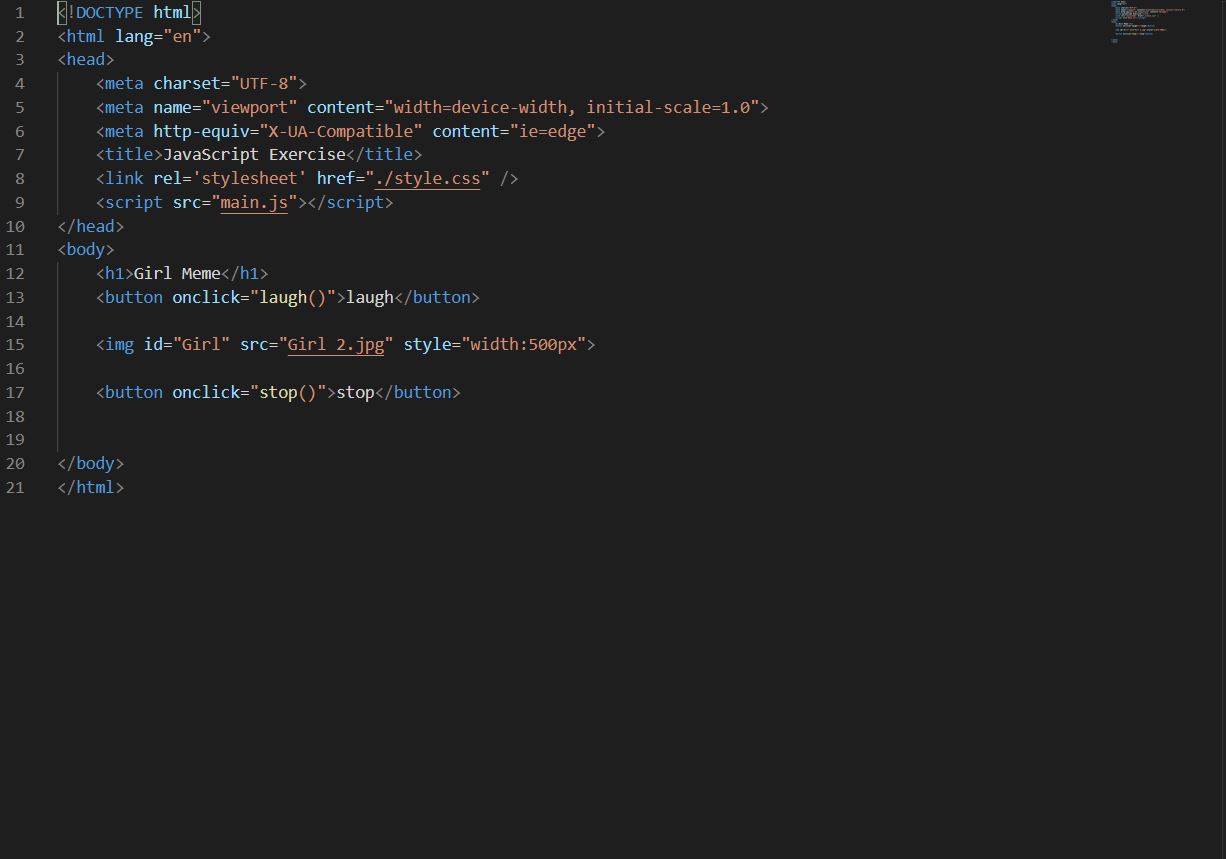 1 <!DOCTYPE html>
2 <html lang="en">
3 <head>
4     <meta charset="UTF-8">
5     <meta name="viewport" content="width=device-width, initial-scale=1.0">
6     <meta http-equiv="X-UA-Compatible" content="ie=edge">
7     <title>JavaScript Exercise</title>
8     <link rel='stylesheet' href="./style.css" />
9     <script src="main.js"></script>
10 </head>
11 <body>
12     <h1>Girl Meme</h1>
13     <button onclick="laugh()">laugh</button>
14
15     <img id="Girl" src="Girl 2.jpg" style="width:500px">
16
17     <button onclick="stop()">stop</button>
18
19
20 </body>
21 </html>